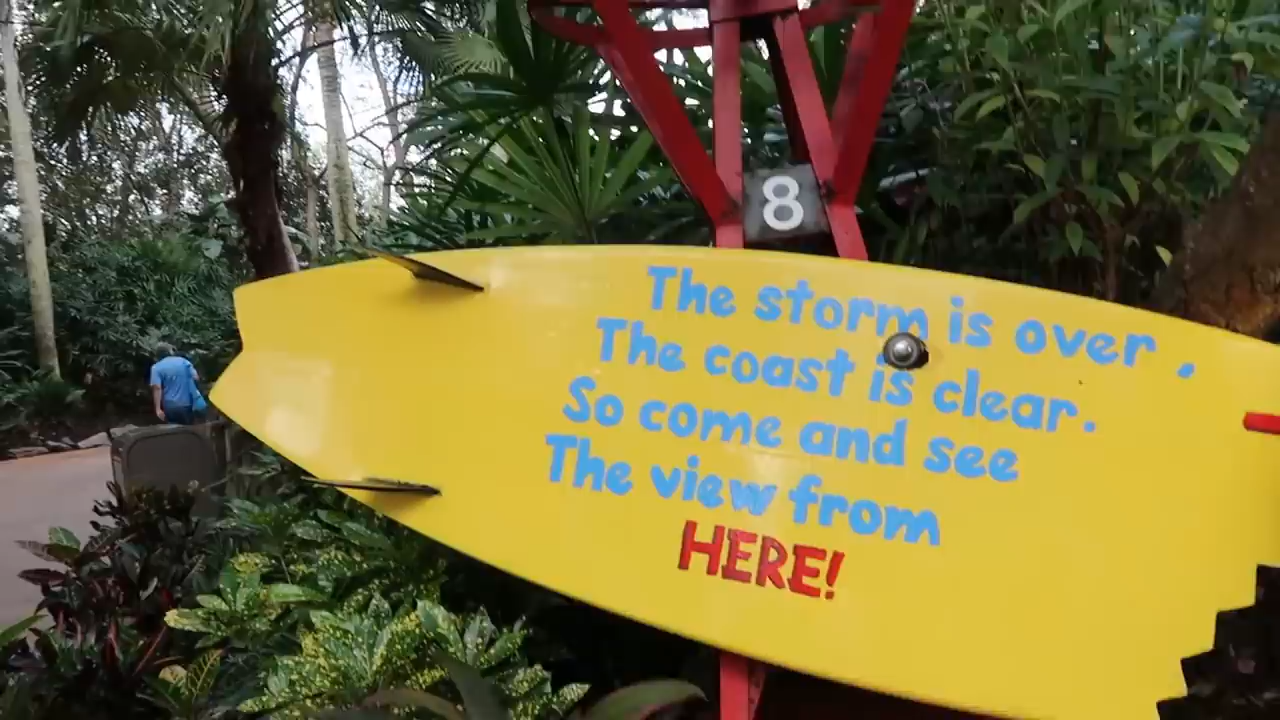 8
The storm is over .
The coast is clear.
So come and see
The view from
HERE!